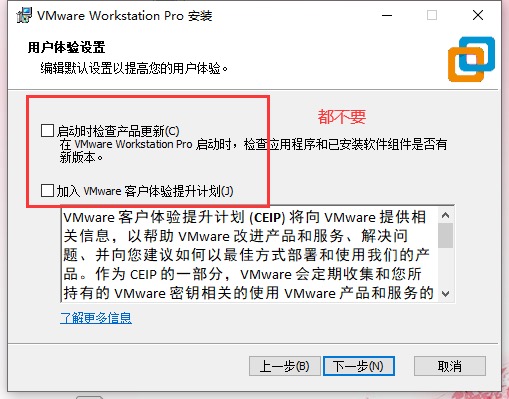 VMware Workstation Pro 安装
用户体验设置
编辑默认设置以提高您的用户体验。
都不要
启动时检查产品更新(C)
在 VMware Workstation Pro 启动时，检查应用程序和已安装软件组件是否有
新版本。
加入 VMware 客户体验提升计划(J)
VMware 客户体验提升计划 (CEIP) 将向 VMware 提供相
关信息，以帮助 VMware 改进产品和服务、解决问
题、并向您建议如何以最佳方式部署和使用我们的产
品。作为 CEIP 的一部分，VMware 会定期收集和您所
持有的 VMware 密钥相关的使用 VMware 产品和服务的
了解更多信息
上一步(B)
下一步(N)
取消